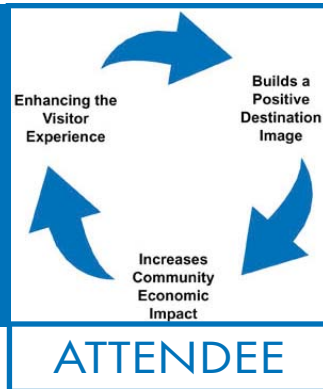 Enhancing the
Visitor
Experience
Builds a
Positive
Destination
Image
Increases
Community
Economic
Impact
ATTENDEE